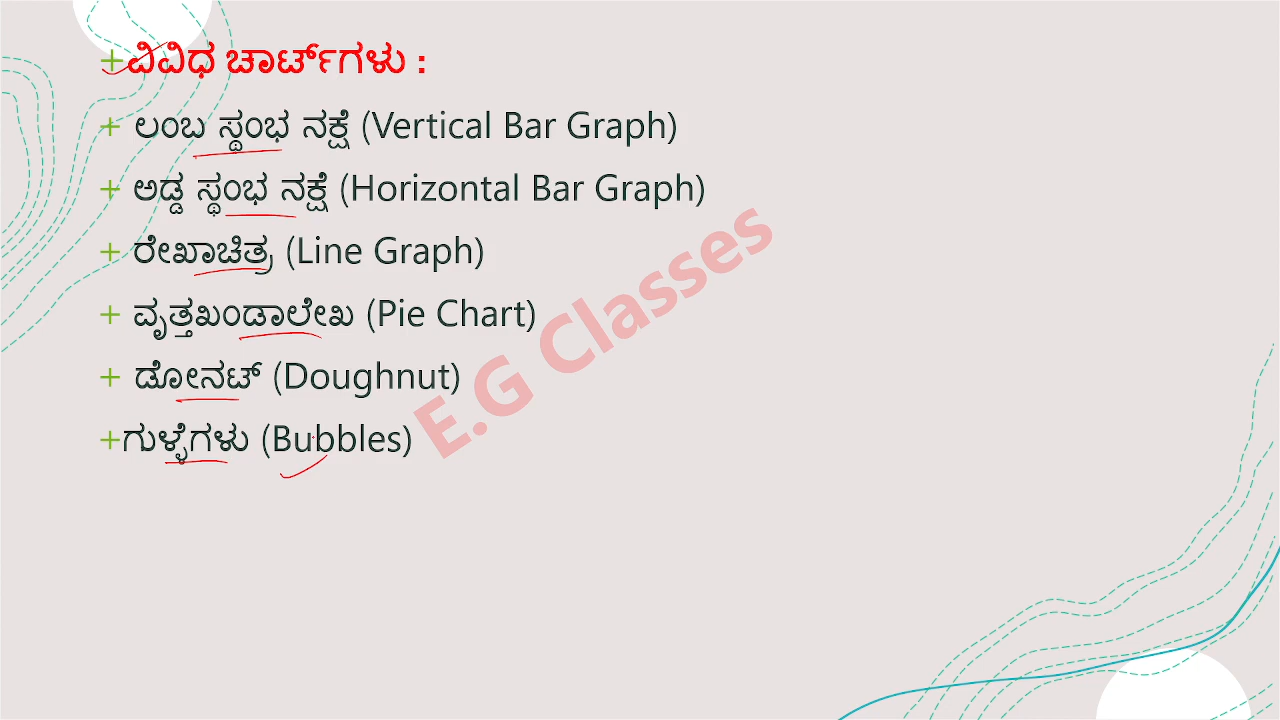 +ವಿವಿಧ ಚಾರ್ಟ್‌ಗಳು :
+ ಲಂಬ ಸ್ಥಂಭ ನಕ್ಷೆ (Vertical Bar Graph)
+ ಅಡ್ಡ ಸ್ಥಂಭ ನಕ್ಷೆ (Horizontal Bar Graph)
+ ರೇಖಾಚಿತ್ರ (Line Graph)
+ ವೃತ್ತಖಂಡಾಲೇಖ (Pie Chart)
+ ಡೋನಟ್ (Doughnut)
+ಗುಳ್ಳೆಗಳು (Bubbles)
E.G Classes